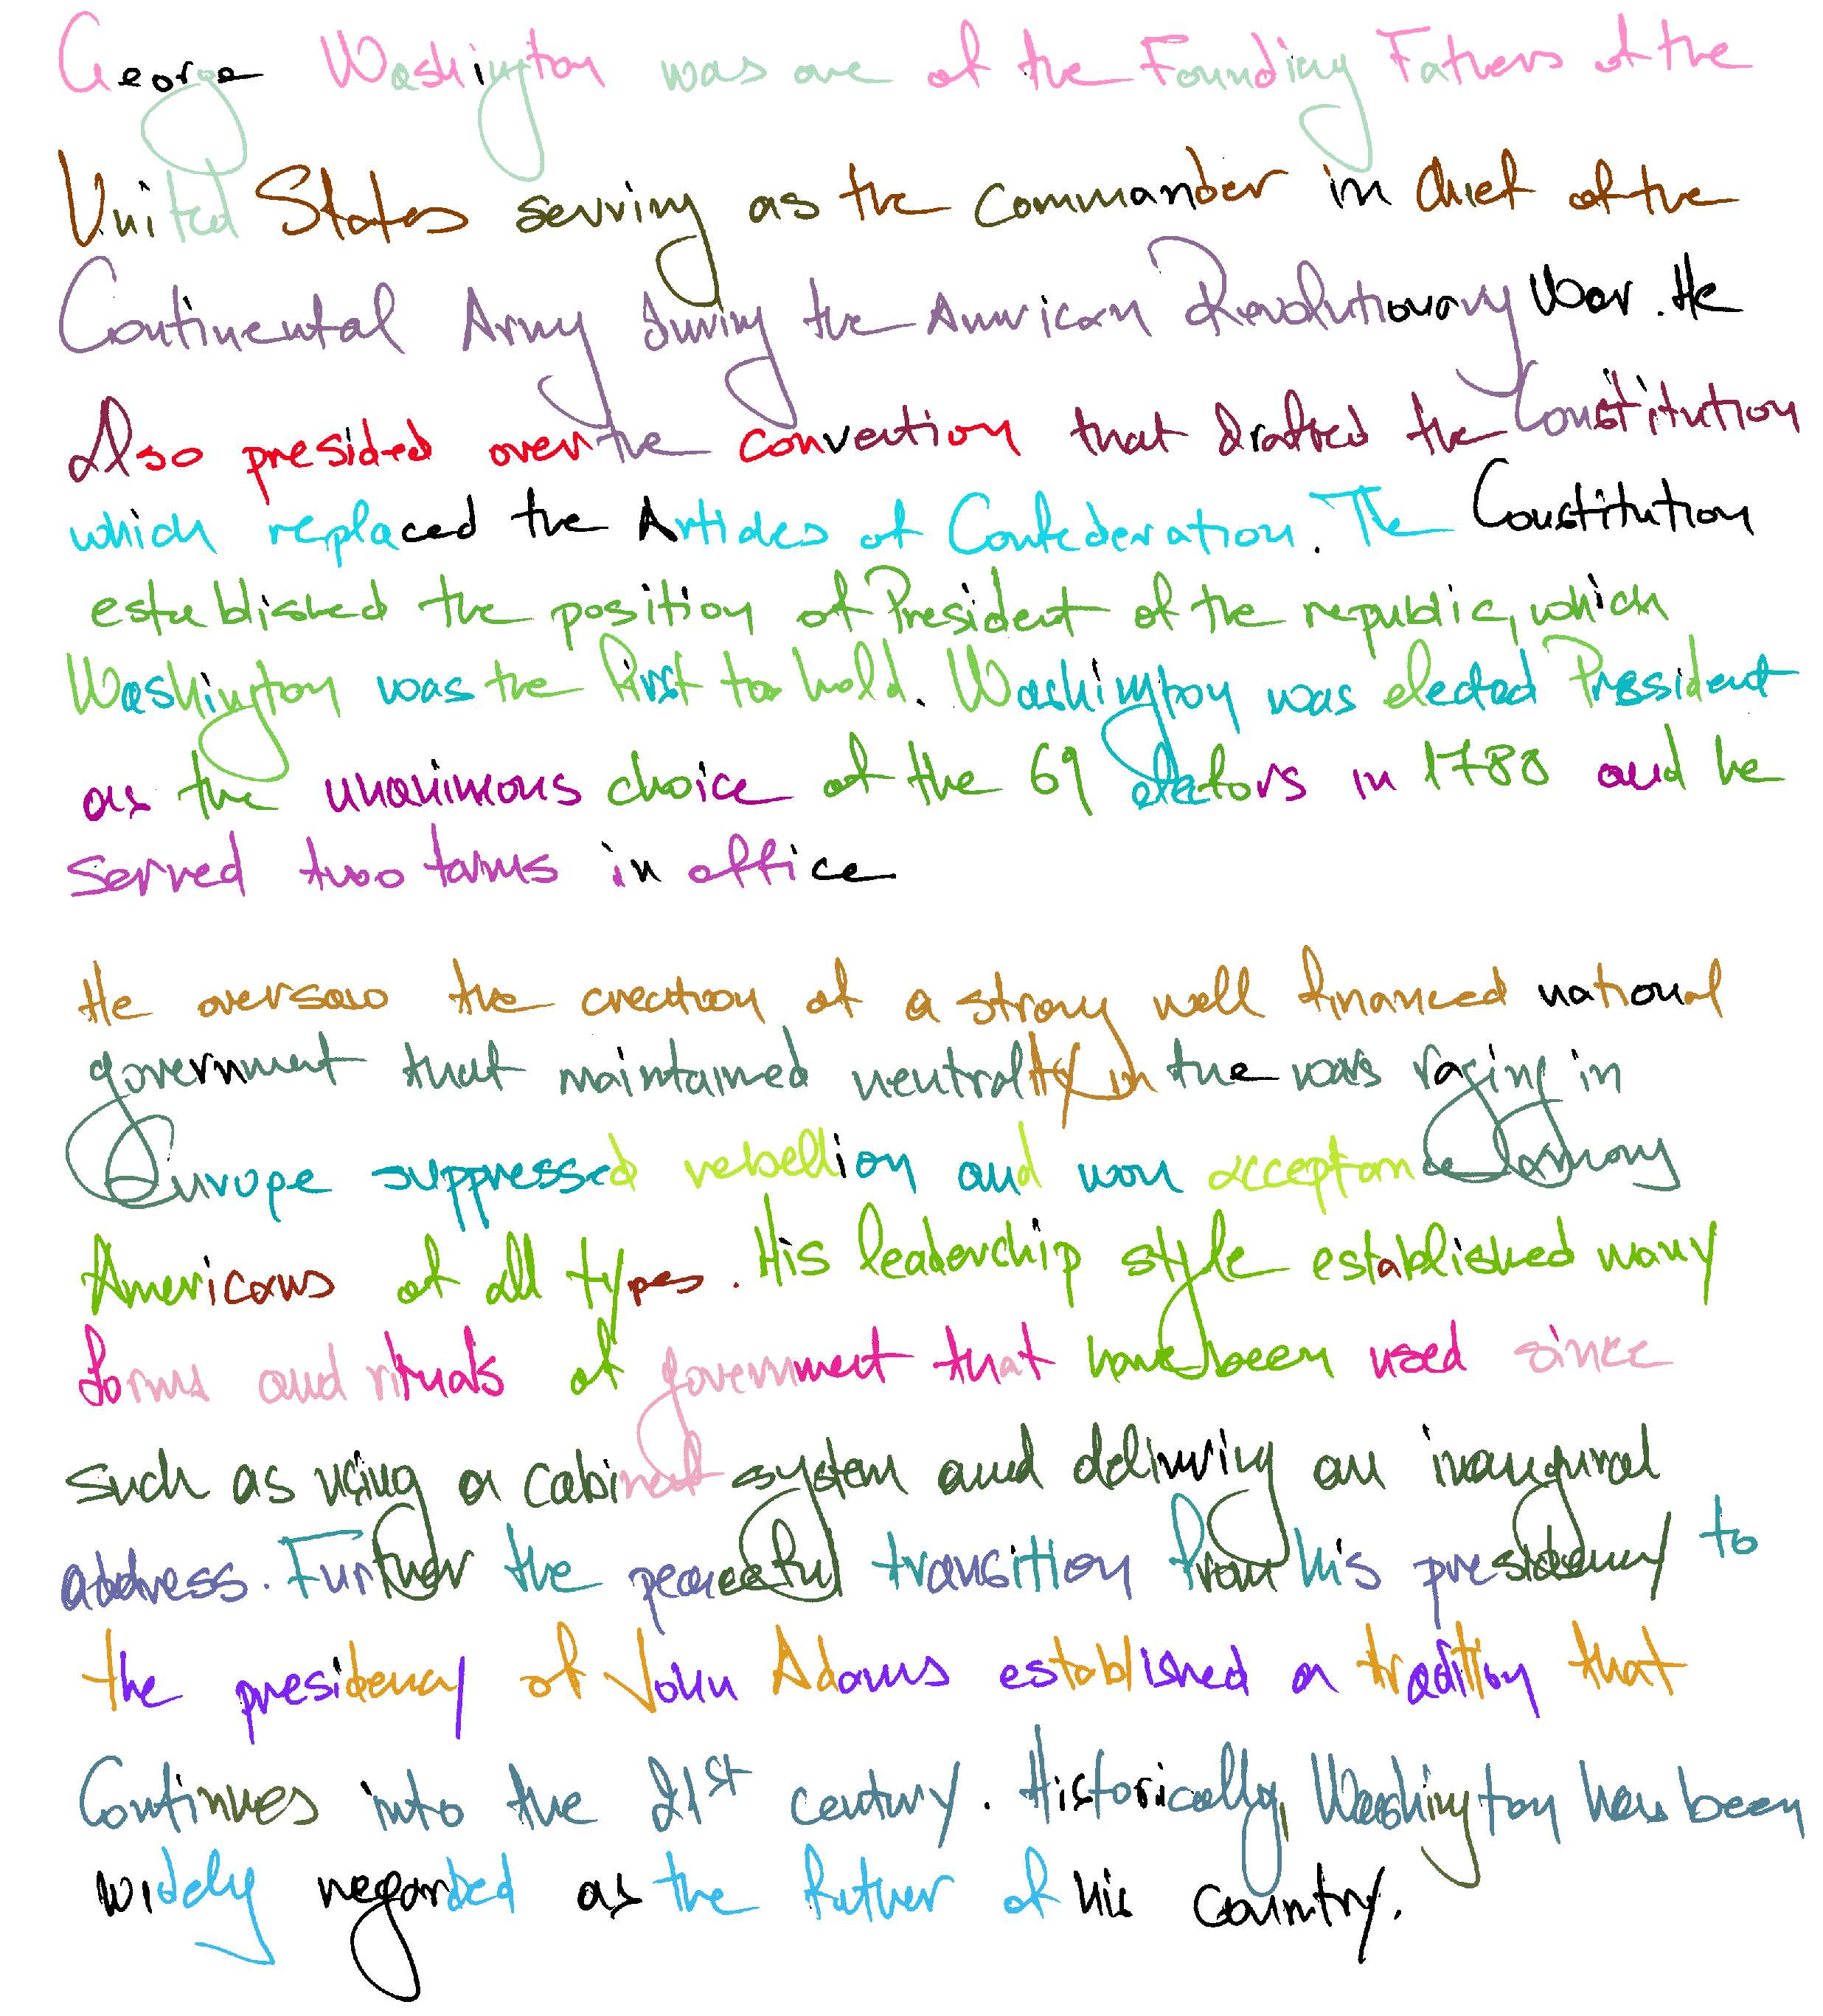 George Washington was one of the Founding Fathers of the
United States serving as the Commander in Chief of the
Continental Army during the American Revolutionary War. He
also presided over the convention that drafted the Constitution
which replaced the Articles of Confederation. The Constitution
established the position of President of the republic, which
Washington was the first to hold. Washington was elected President
as the unanimous choice of the 69 electors in 1788 and he
served two terms in office
He oversaw the creation of a strong well financed national
government that maintained neutrality in the wars raging in
Europe suppressed rebellion and won acceptance among
Americans of all types. His leadership style established many
forms and rituals of government that have been used since
such as using a cabinet system and delivering an inaugural
address. Further the peaceful transition from his presidency to
the presidency of John Adams established a tradition that
Continues into the 21st century. Historically, Washington has been
widely regarded as the father of his country.